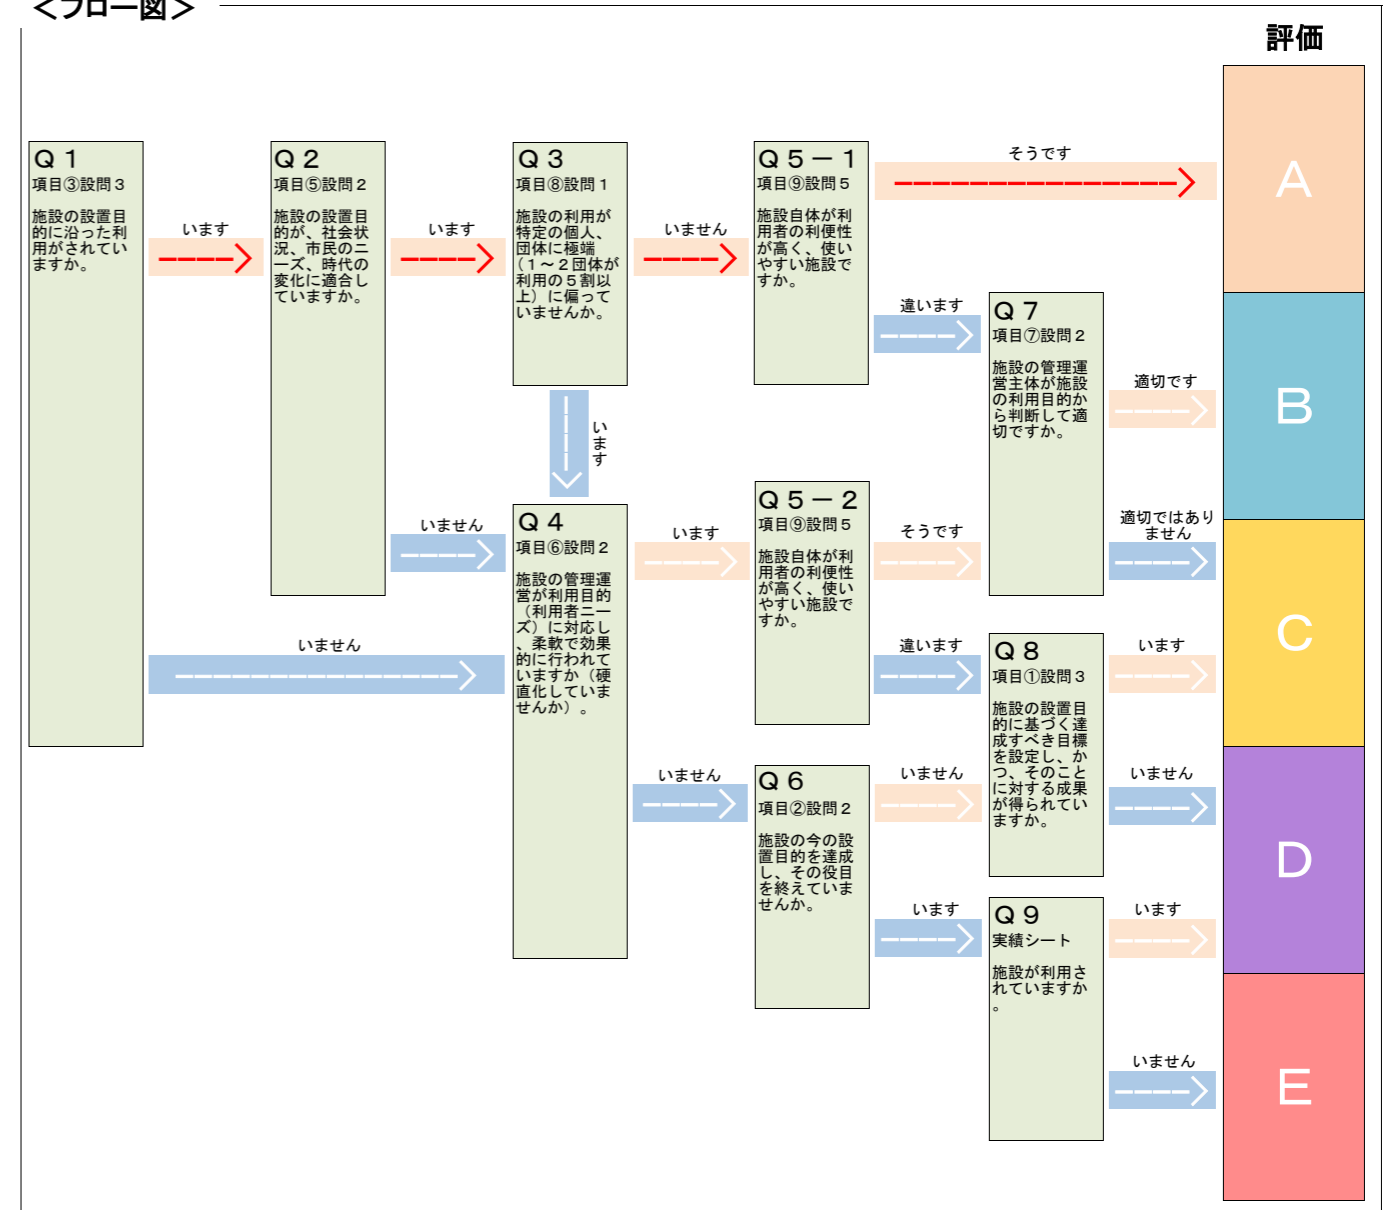 ＜フロー図＞
評価
Ｑ１
項目③設問３
施設の設置目
的に沿った利
用がされてい
ますか。
います
いません
Ｑ２
項目⑤設問２
施設の設置目
的が、社会状
況、市民のニ
ーズ、時代の
変化に適合し
ていますか。
います
いません
Ｑ３
項目⑧設問１
施設の利用が
特定の個人、
団体に極端
（１～２団体が
利用の５割以
上）に偏って
いませんか。
いません
います
Ｑ４
項目⑥設問２
施設の管理運
営が利用目的
（利用者ニー
ズ）に対応し
、柔軟で効果
的に行われて
いますか（硬
直化していま
せんか）。
います
いません
Ｑ５－１
項目⑨設問５
施設自体が利
用者の利便性
が高く、使い
やすい施設で
すか。
そうです
違います
Ｑ５－２
項目⑨設問５
施設自体が利
用者の利便性
が高く、使い
やすい施設で
すか。
そうです
違います
Ｑ６
項目②設問２
施設の今の設
置目的を達成
し、その役目
を終えていま
せんか。
いません
います
Ｑ７
項目⑦設問２
施設の管理運
営主体が施設
の利用目的か
ら判断して適
切ですか。
適切です
適切ではあり
ません
Ｑ８
項目①設問３
施設の設置目
的に基づく達
成すべき目標
を設定し、か
つ、そのこと
に対する成果
が得られてい
ますか。
います
いません
Ｑ９
実績シート
施設が利用さ
れていますか
。
います
いません
Ａ
Ｂ
Ｃ
Ｄ
Ｅ